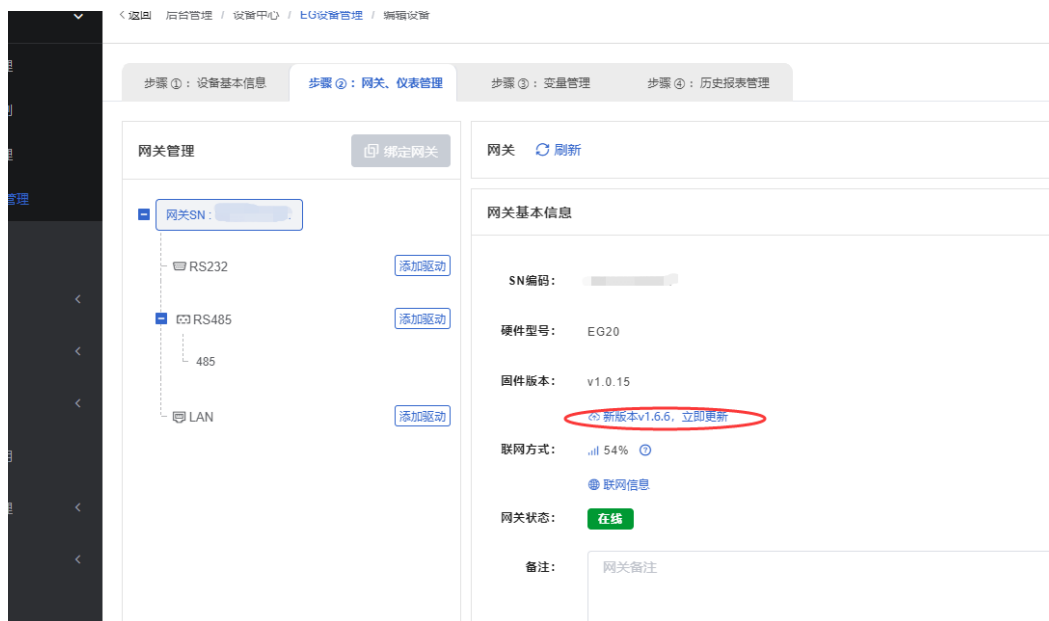 〈 返回 后台管理 / 设备中心 / EG设备管理 / 编辑设备
步骤 ① ：设备基本信息
步骤 ② ：网关、仪表管理
步骤 ③ ：变量管理
步骤 ④ ：历史报表管理
管理
网关管理
绑定网关
网关SN :
RS232
添加驱动
RS485
添加驱动
485
LAN
添加驱动
网关 刷新
网关基本信息
SN编码：
硬件型号： EG20
固件版本： v1.0.15
新版本v1.6.6，立即更新
联网方式： 54%
联网信息
网关状态： 在线
备注： 网关备注